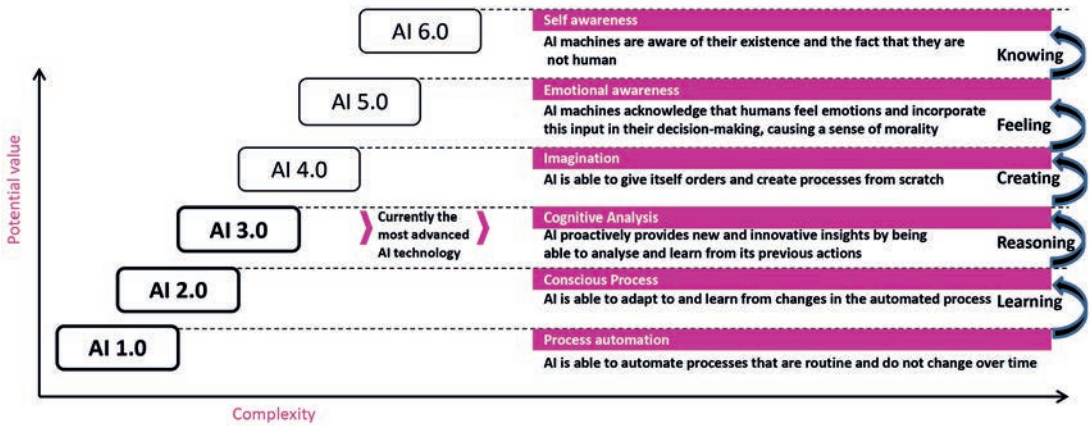 AI 6.0
Self awareness
AI machines are aware of their existence and the fact that they are
not human
Knowing
AI 5.0
Emotional awareness
AI machines acknowledge that humans feel emotions and incorporate
this input in their decision-making, causing a sense of morality
Feeling
AI 4.0
Imagination
AI is able to give itself orders and create processes from scratch
Creating
AI 3.0
Currently the
most advanced
AI technology
Cognitive Analysis
AI proactively provides new and innovative insights by being
able to analyse and learn from its previous actions
Reasoning
AI 2.0
Conscious Process
AI is able to adapt to and learn from changes in the automated process
Learning
AI 1.0
Process automation
AI is able to automate processes that are routine and do not change over time
Potential value
Complexity